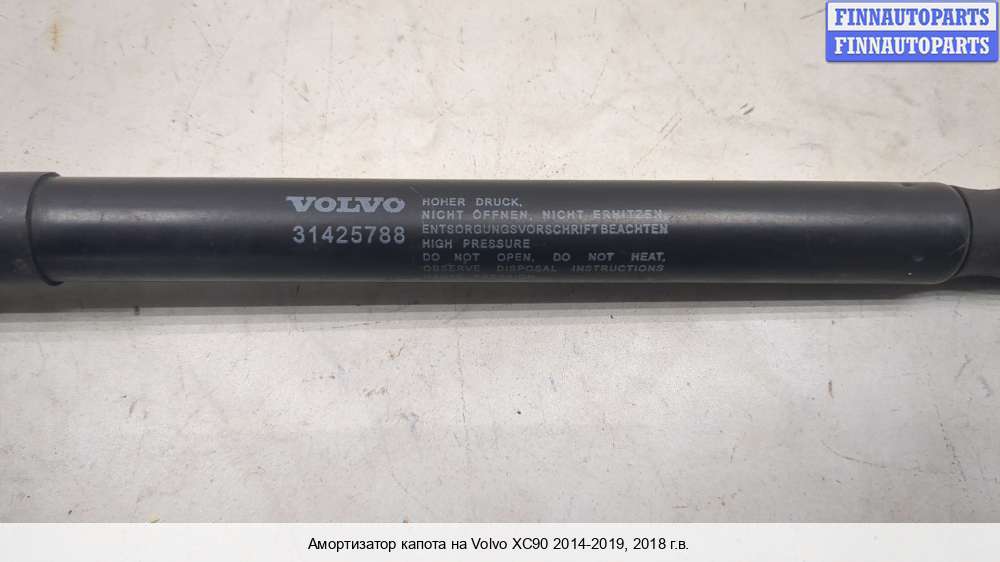 FINNAUTOPARTS
FINNAUTOPARTS
VOLVO
31425788
HOHER DRUCK,
NICHT ÖFFNEN, NICHT ERHITZEN,
ENTSORGUNGSVORSCHRIFT BEACHTEN
HIGH PRESSURE
DO NOT OPEN, DO NOT HEAT,
OBSERVE DISPOSAL INSTRUCTIONS
Амортизатор капота на Volvo XC90 2014-2019, 2018 г.в.